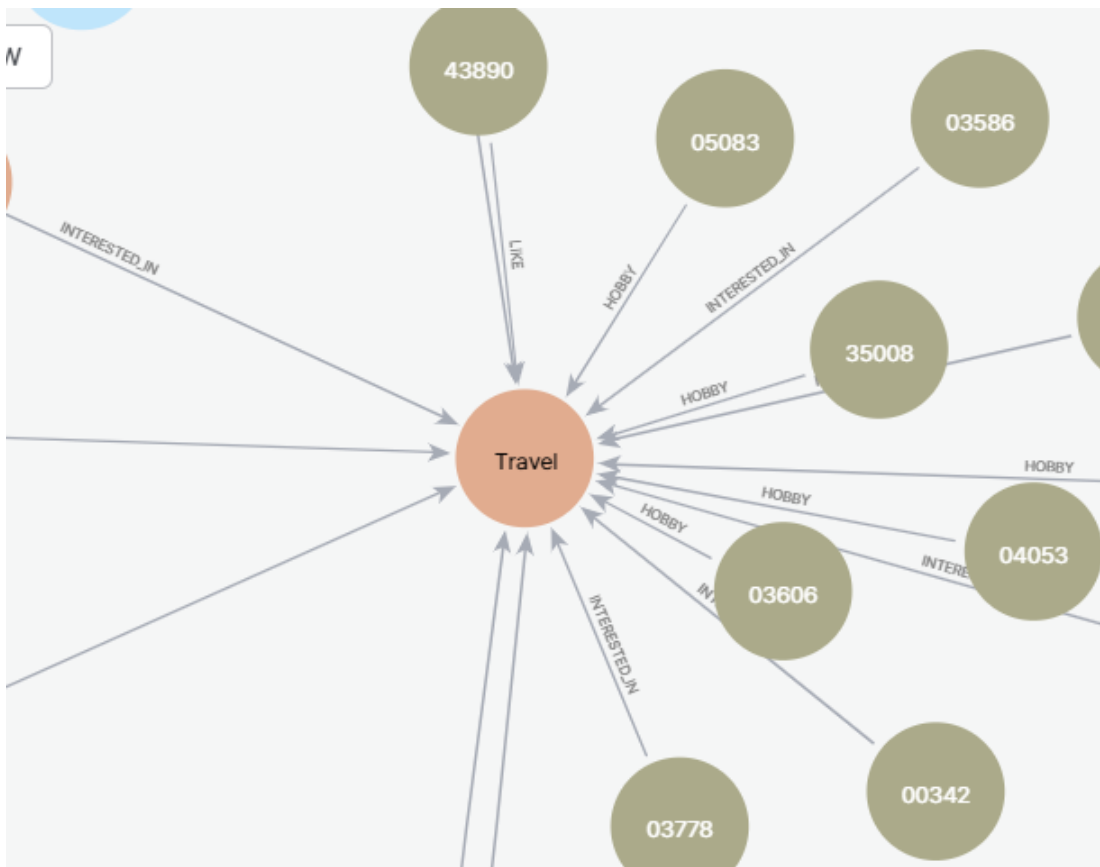 W
43890
05083
03586
INTERESTED_IN
LIKE
HOBBY
INTERESTED_IN
35008
HOBBY
Travel
HOBBY
HOBBY
04053
HOBBY
03606
INTERESTED_IN
00342
03778